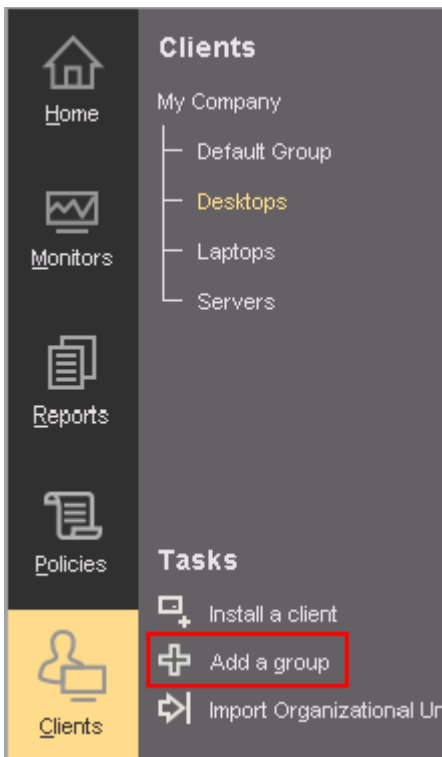 Home
Monitors
Reports
Policies
Clients
Clients
My Company
Default Group
Desktops
Laptops
Servers
Tasks
Install a client
Add a group
Import Organizational Un